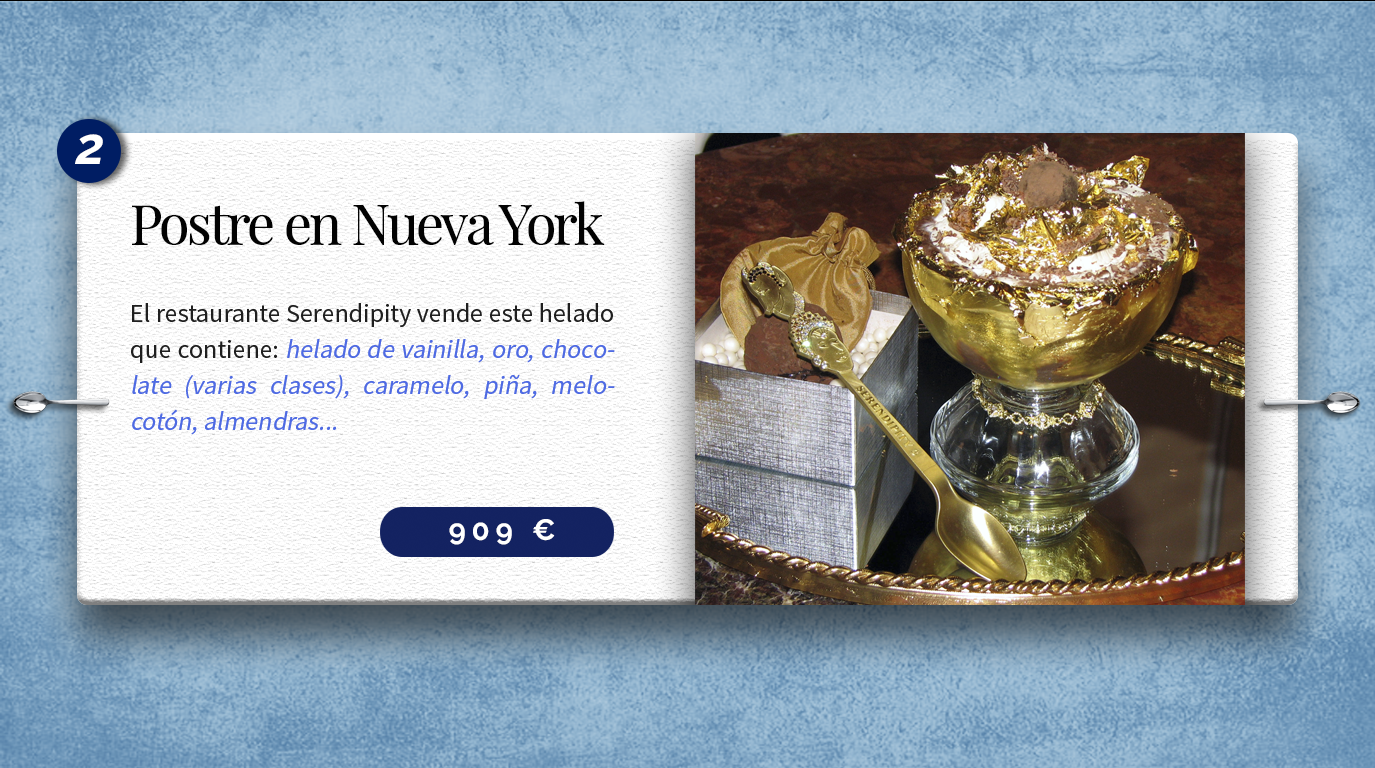 2
Postre en Nueva York
El restaurante Serendipity vende este helado
que contiene: helado de vainilla, oro, choco-
late (varias clases), caramelo, piña, melo-
cotón, almendras...
909 €
SERENDIPITY